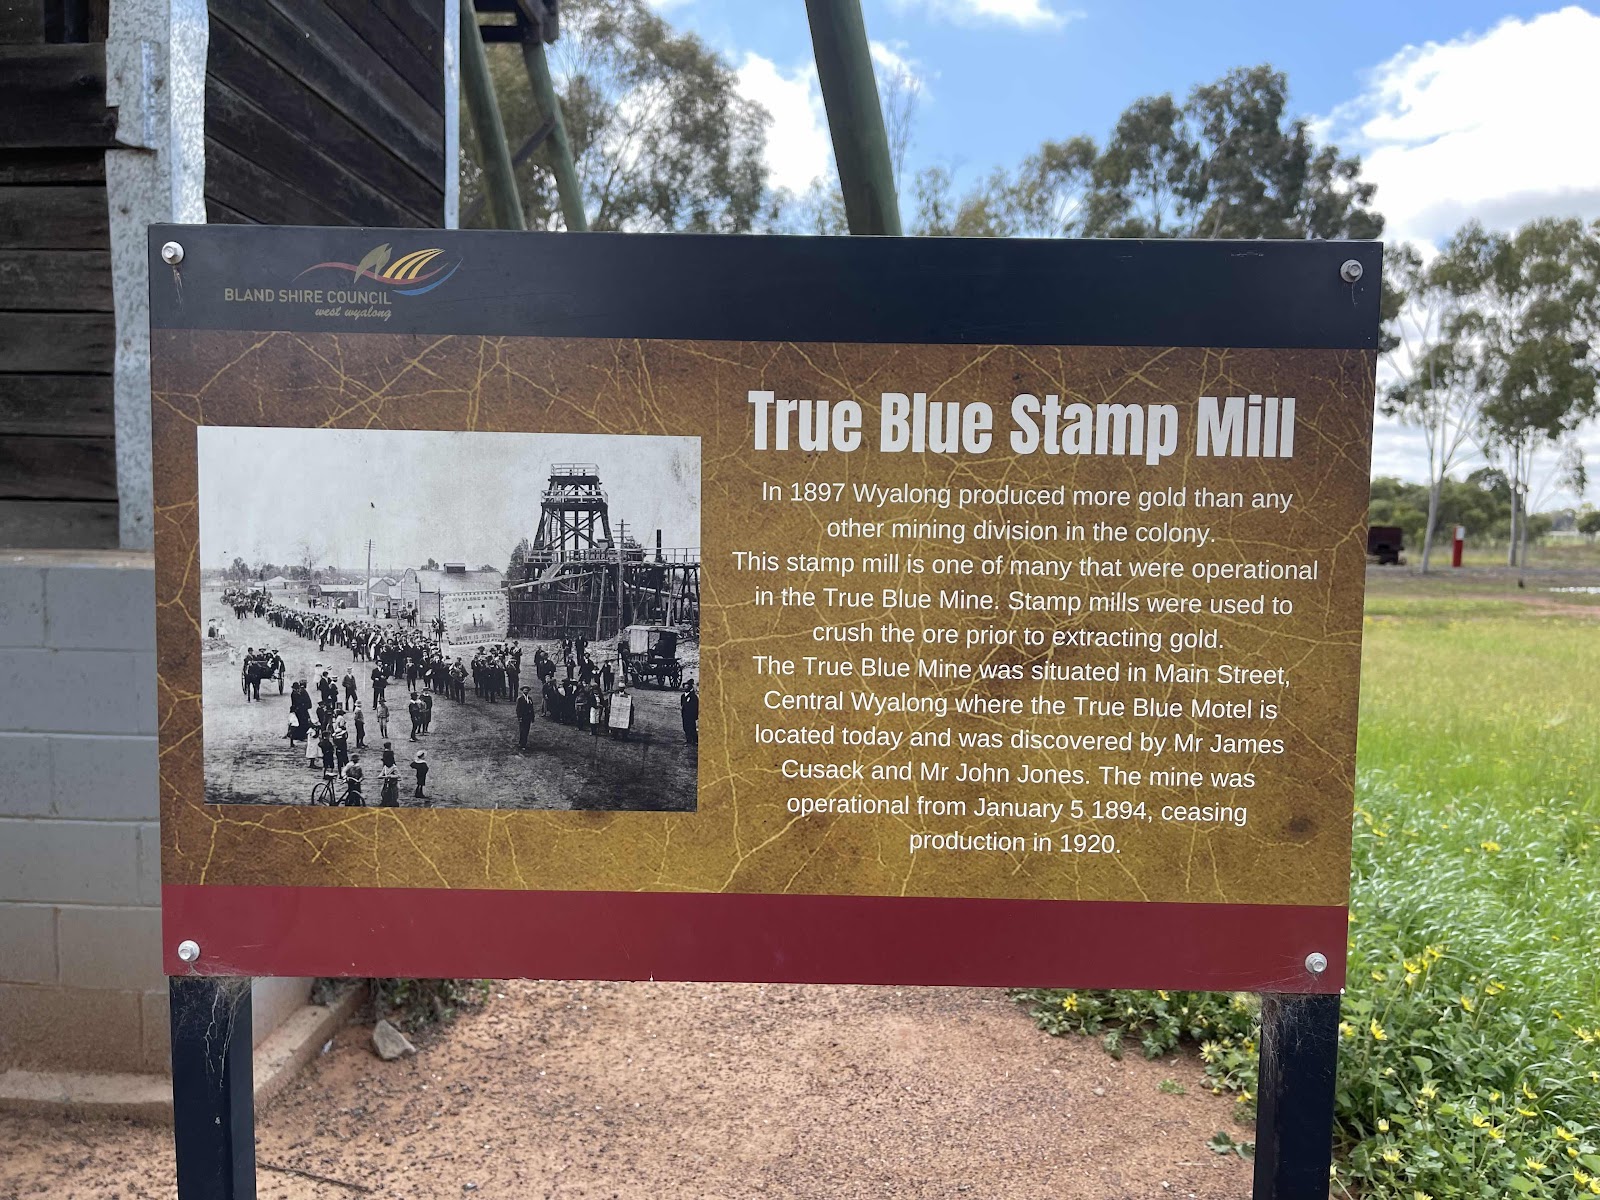 BLAND SHIRE COUNCIL
west wyalong
True Blue Stamp Mill
In 1897 Wyalong produced more gold than any
other mining division in the colony.
This stamp mill is one of many that were operational
in the True Blue Mine. Stamp mills were used to
crush the ore prior to extracting gold.
The True Blue Mine was situated in Main Street,
Central Wyalong where the True Blue Motel is
located today and was discovered by Mr James
Cusack and Mr John Jones. The mine was
operational from January 5 1894, ceasing
production in 1920.